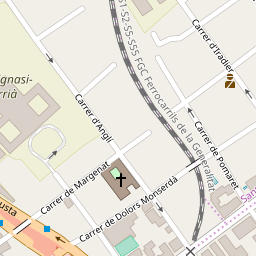 S1-S2-S5-S55 FGC Ferrocarrils de la Generalitat
Carrer d'Iradier
gnasi-
rrià
Carrer d'Anglí
Carrer de Pomaret
Carrer de Margenat
Carrer de Dolors Monserdà
usta